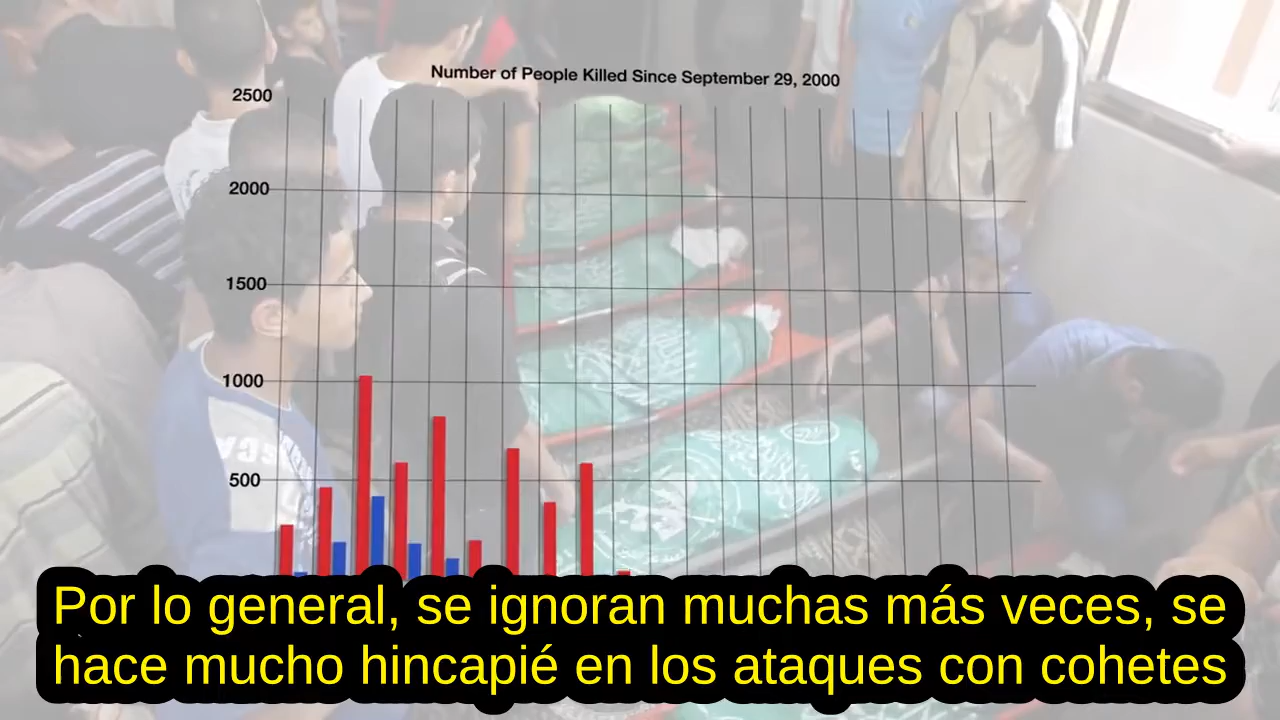 Number of People Killed Since September 29, 2000
2500
2000
1500
1000
500
Por lo general, se ignoran muchas más veces, se
hace mucho hincapié en los ataques con cohetes